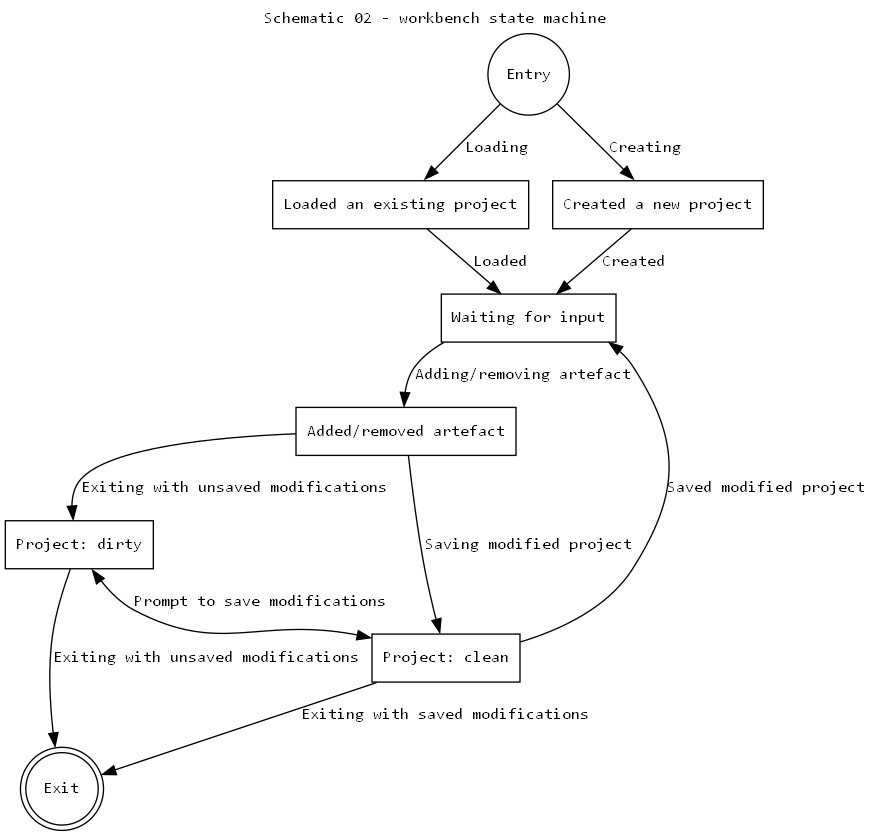 Schematic 02 - workbench state machine
Entry
Loading
Creating
Loaded an existing project
Created a new project
Loaded
Created
Waiting for input
Adding/removing artefact
Added/removed artefact
Exiting with unsaved modifications
Saved modified project
Project: dirty
Saving modified project
Prompt to save modifications
Exiting with unsaved modifications
Project: clean
Exiting with saved modifications
Exit